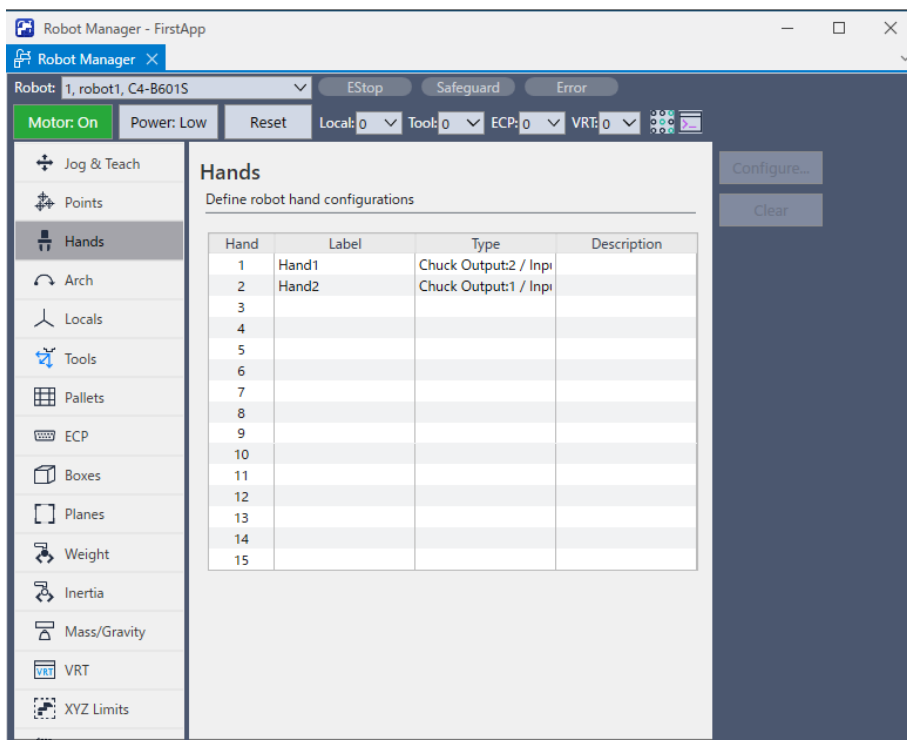 Robot Manager - FirstApp
Robot Manager
Robot: 1, robot1, C4-B601S EStop Safeguard Error
Motor: On Power: Low Reset Local: 0 Tool: 0 ECP: 0 VRT: 0
Jog & Teach
Points
Hands
Arch
Locals
Tools
Pallets
ECP
Boxes
Planes
Weight
Inertia
Mass/Gravity
VRT VRT
XYZ Limits
Hands
Define robot hand configurations
Hand Label Type Description
1 Hand1 Chuck Output:2 / Inpu
2 Hand2 Chuck Output:1 / Inpu
3
4
5
6
7
8
9
10
11
12
13
14
15
Configure...
Clear